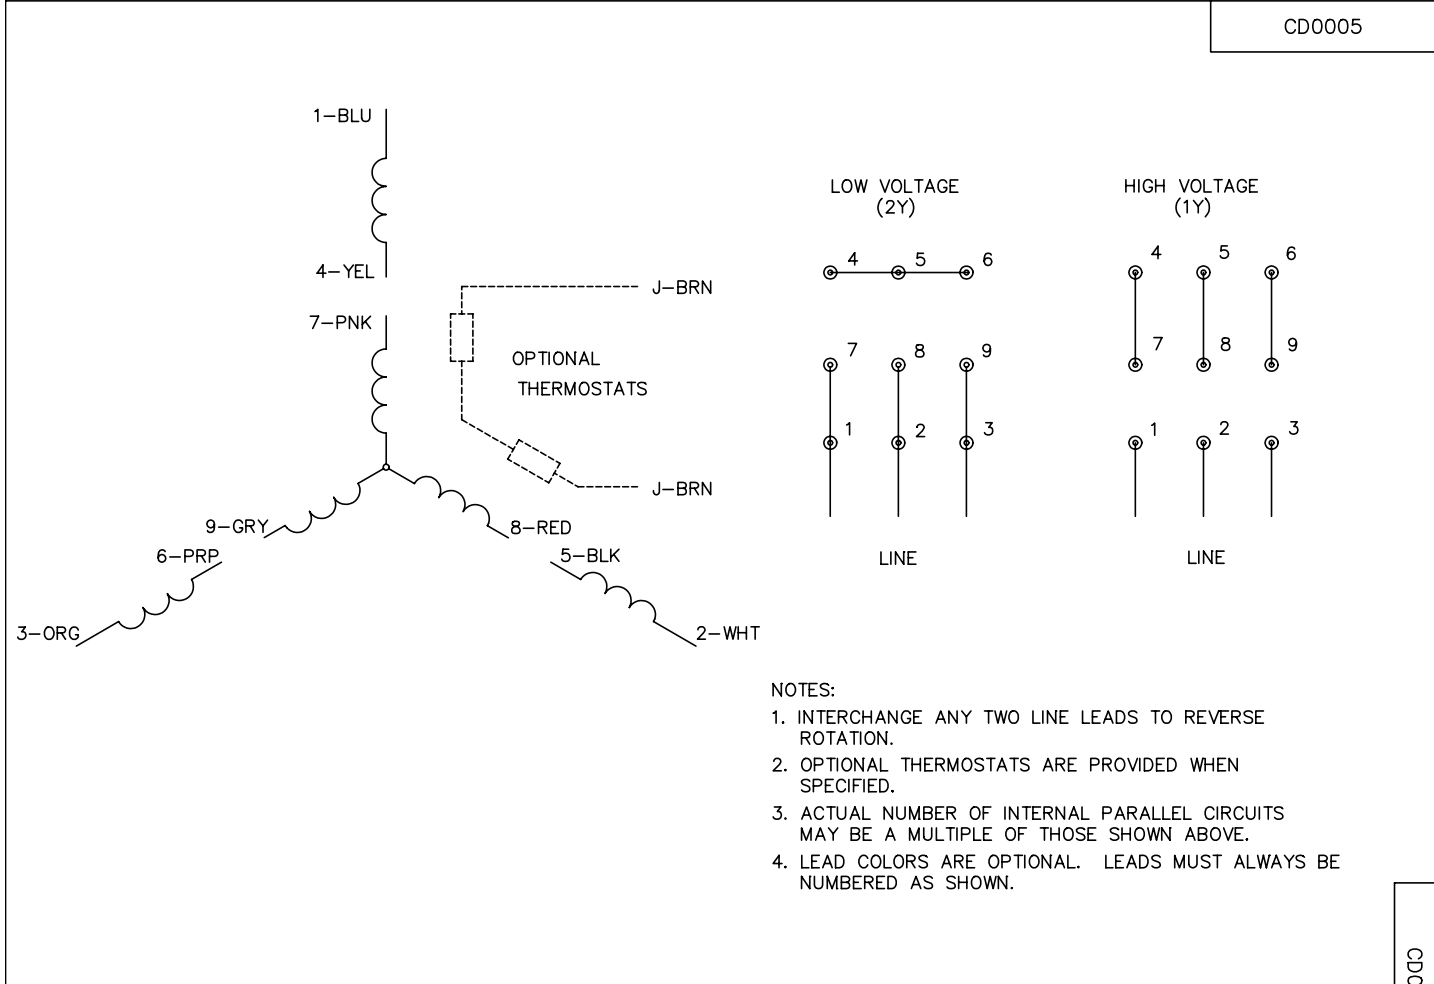 CD0005
1-BLU
4-YEL
7-PNK
J-BRN
OPTIONAL
THERMOSTATS
J-BRN
9-GRY
8-RED
6-PRP
5-BLK
3-ORG
2-WHT
LOW VOLTAGE
(2Y)
4 5 6
7 8 9
1 2 3
LINE
HIGH VOLTAGE
(1Y)
4 5 6
7 8 9
1 2 3
LINE
NOTES:
1. INTERCHANGE ANY TWO LINE LEADS TO REVERSE
ROTATION.
2. OPTIONAL THERMOSTATS ARE PROVIDED WHEN
SPECIFIED.
3. ACTUAL NUMBER OF INTERNAL PARALLEL CIRCUITS
MAY BE A MULTIPLE OF THOSE SHOWN ABOVE.
4. LEAD COLORS ARE OPTIONAL. LEADS MUST ALWAYS BE
NUMBERED AS SHOWN.